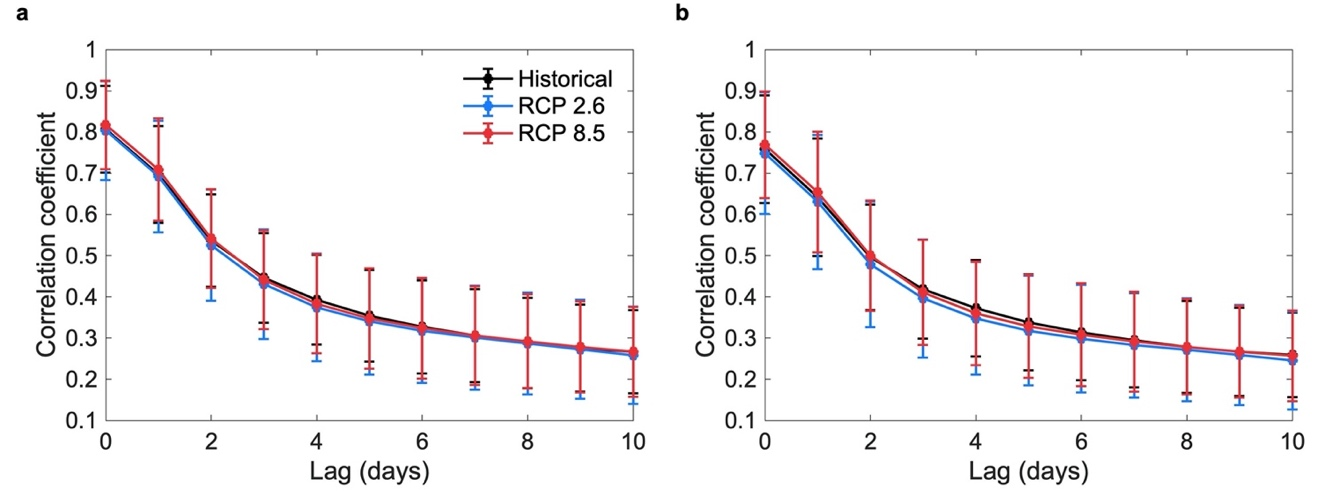 a
1
0.9
0.8
0.7
0.6
0.5
0.4
0.3
0.2
0.1
Correlation coefficient
Historical
RCP 2.6
RCP 8.5
0 2 4 6 8 10
Lag (days)
b
1
0.9
0.8
0.7
0.6
0.5
0.4
0.3
0.2
0.1
Correlation coefficient
0 2 4 6 8 10
Lag (days)